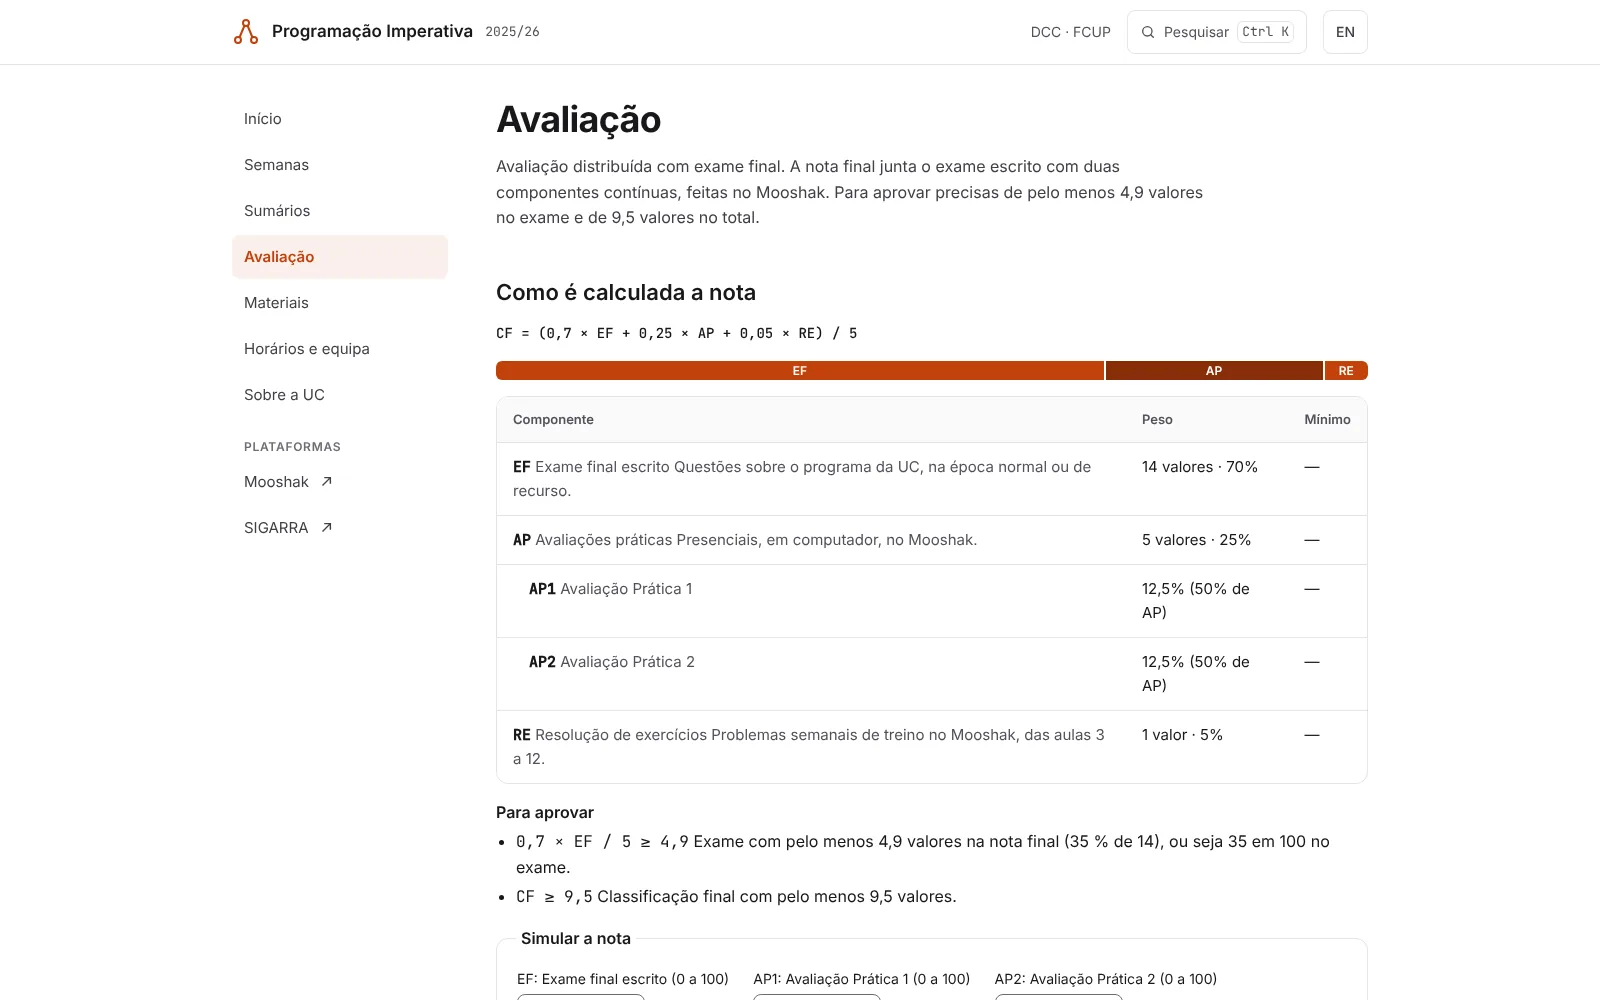 Programação Imperativa 2025/26
DCC · FCUP
Pesquisar Ctrl K
EN
Início
Semanas
Sumários
Avaliação
Materiais
Horários e equipa
Sobre a UC
PLATAFORMAS
Mooshak ↗
SIGARRA ↗
Avaliação
Avaliação distribuída com exame final. A nota final junta o exame escrito com duas
componentes contínuas, feitas no Mooshak. Para aprovar precisas de pelo menos 4,9 valores
no exame e de 9,5 valores no total.
Como é calculada a nota
CF = (0,7 × EF + 0,25 × AP + 0,05 × RE) / 5
EF AP RE
Componente Peso Mínimo
EF Exame final escrito Questões sobre o programa da UC, na época normal ou de 14 valores · 70% —
recurso.
AP Avaliações práticas Presenciais, em computador, no Mooshak. 5 valores · 25% —
AP1 Avaliação Prática 1 12,5% (50% de —
AP)
AP2 Avaliação Prática 2 12,5% (50% de —
AP)
RE Resolução de exercícios Problemas semanais de treino no Mooshak, das aulas 3 1 valor · 5% —
a 12.
Para aprovar
• 0,7 × EF / 5 ≥ 4,9 Exame com pelo menos 4,9 valores na nota final (35 % de 14), ou seja 35 em 100 no
exame.
• CF ≥ 9,5 Classificação final com pelo menos 9,5 valores.
Simular a nota
EF: Exame final escrito (0 a 100) AP1: Avaliação Prática 1 (0 a 100) AP2: Avaliação Prática 2 (0 a 100)